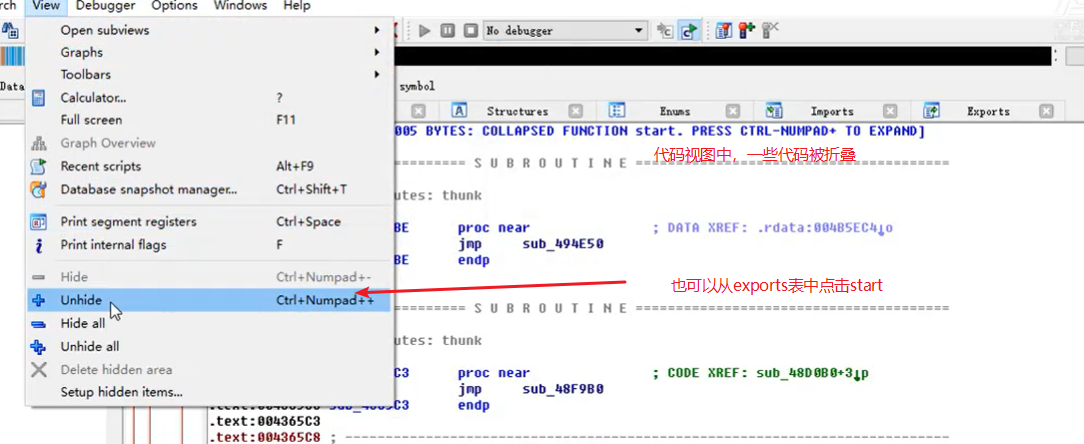 rch View Debugger Options Windows Help
Open subviews
Graphs
Toolbars
Calculator... ?
Full screen F11
Graph Overview
Recent scripts Alt+F9
Database snapshot manager... Ctrl+Shift+T
Print segment registers Ctrl+Space
Print internal flags F
Hide Ctrl+Numpad+-
Unhide Ctrl+Numpad++
Hide all
Unhide all
Delete hidden area
Setup hidden items...
No debugger
Data symbol
Structures Enums Imports Exports
005 BYTES: COLLAPSED FUNCTION start. PRESS CTRL-NUMPAD+ TO EXPAND]
代码视图中，一些代码被折叠
========= S U B R O U T I N E =======================================
utes: thunk
BE proc near ; DATA XREF: .rdata:004B5EC4↓o
jmp sub_494E50
BE endp
也可以从exports表中点击start
========= S U B R O U T I N E =======================================
utes: thunk
C3 proc near ; CODE XREF: sub_48D0B0+3↓p
jmp sub_48F9B0
C3 endp
.text:004365C3
.text:004365C8 ; ---------------------------------------------------------------------------